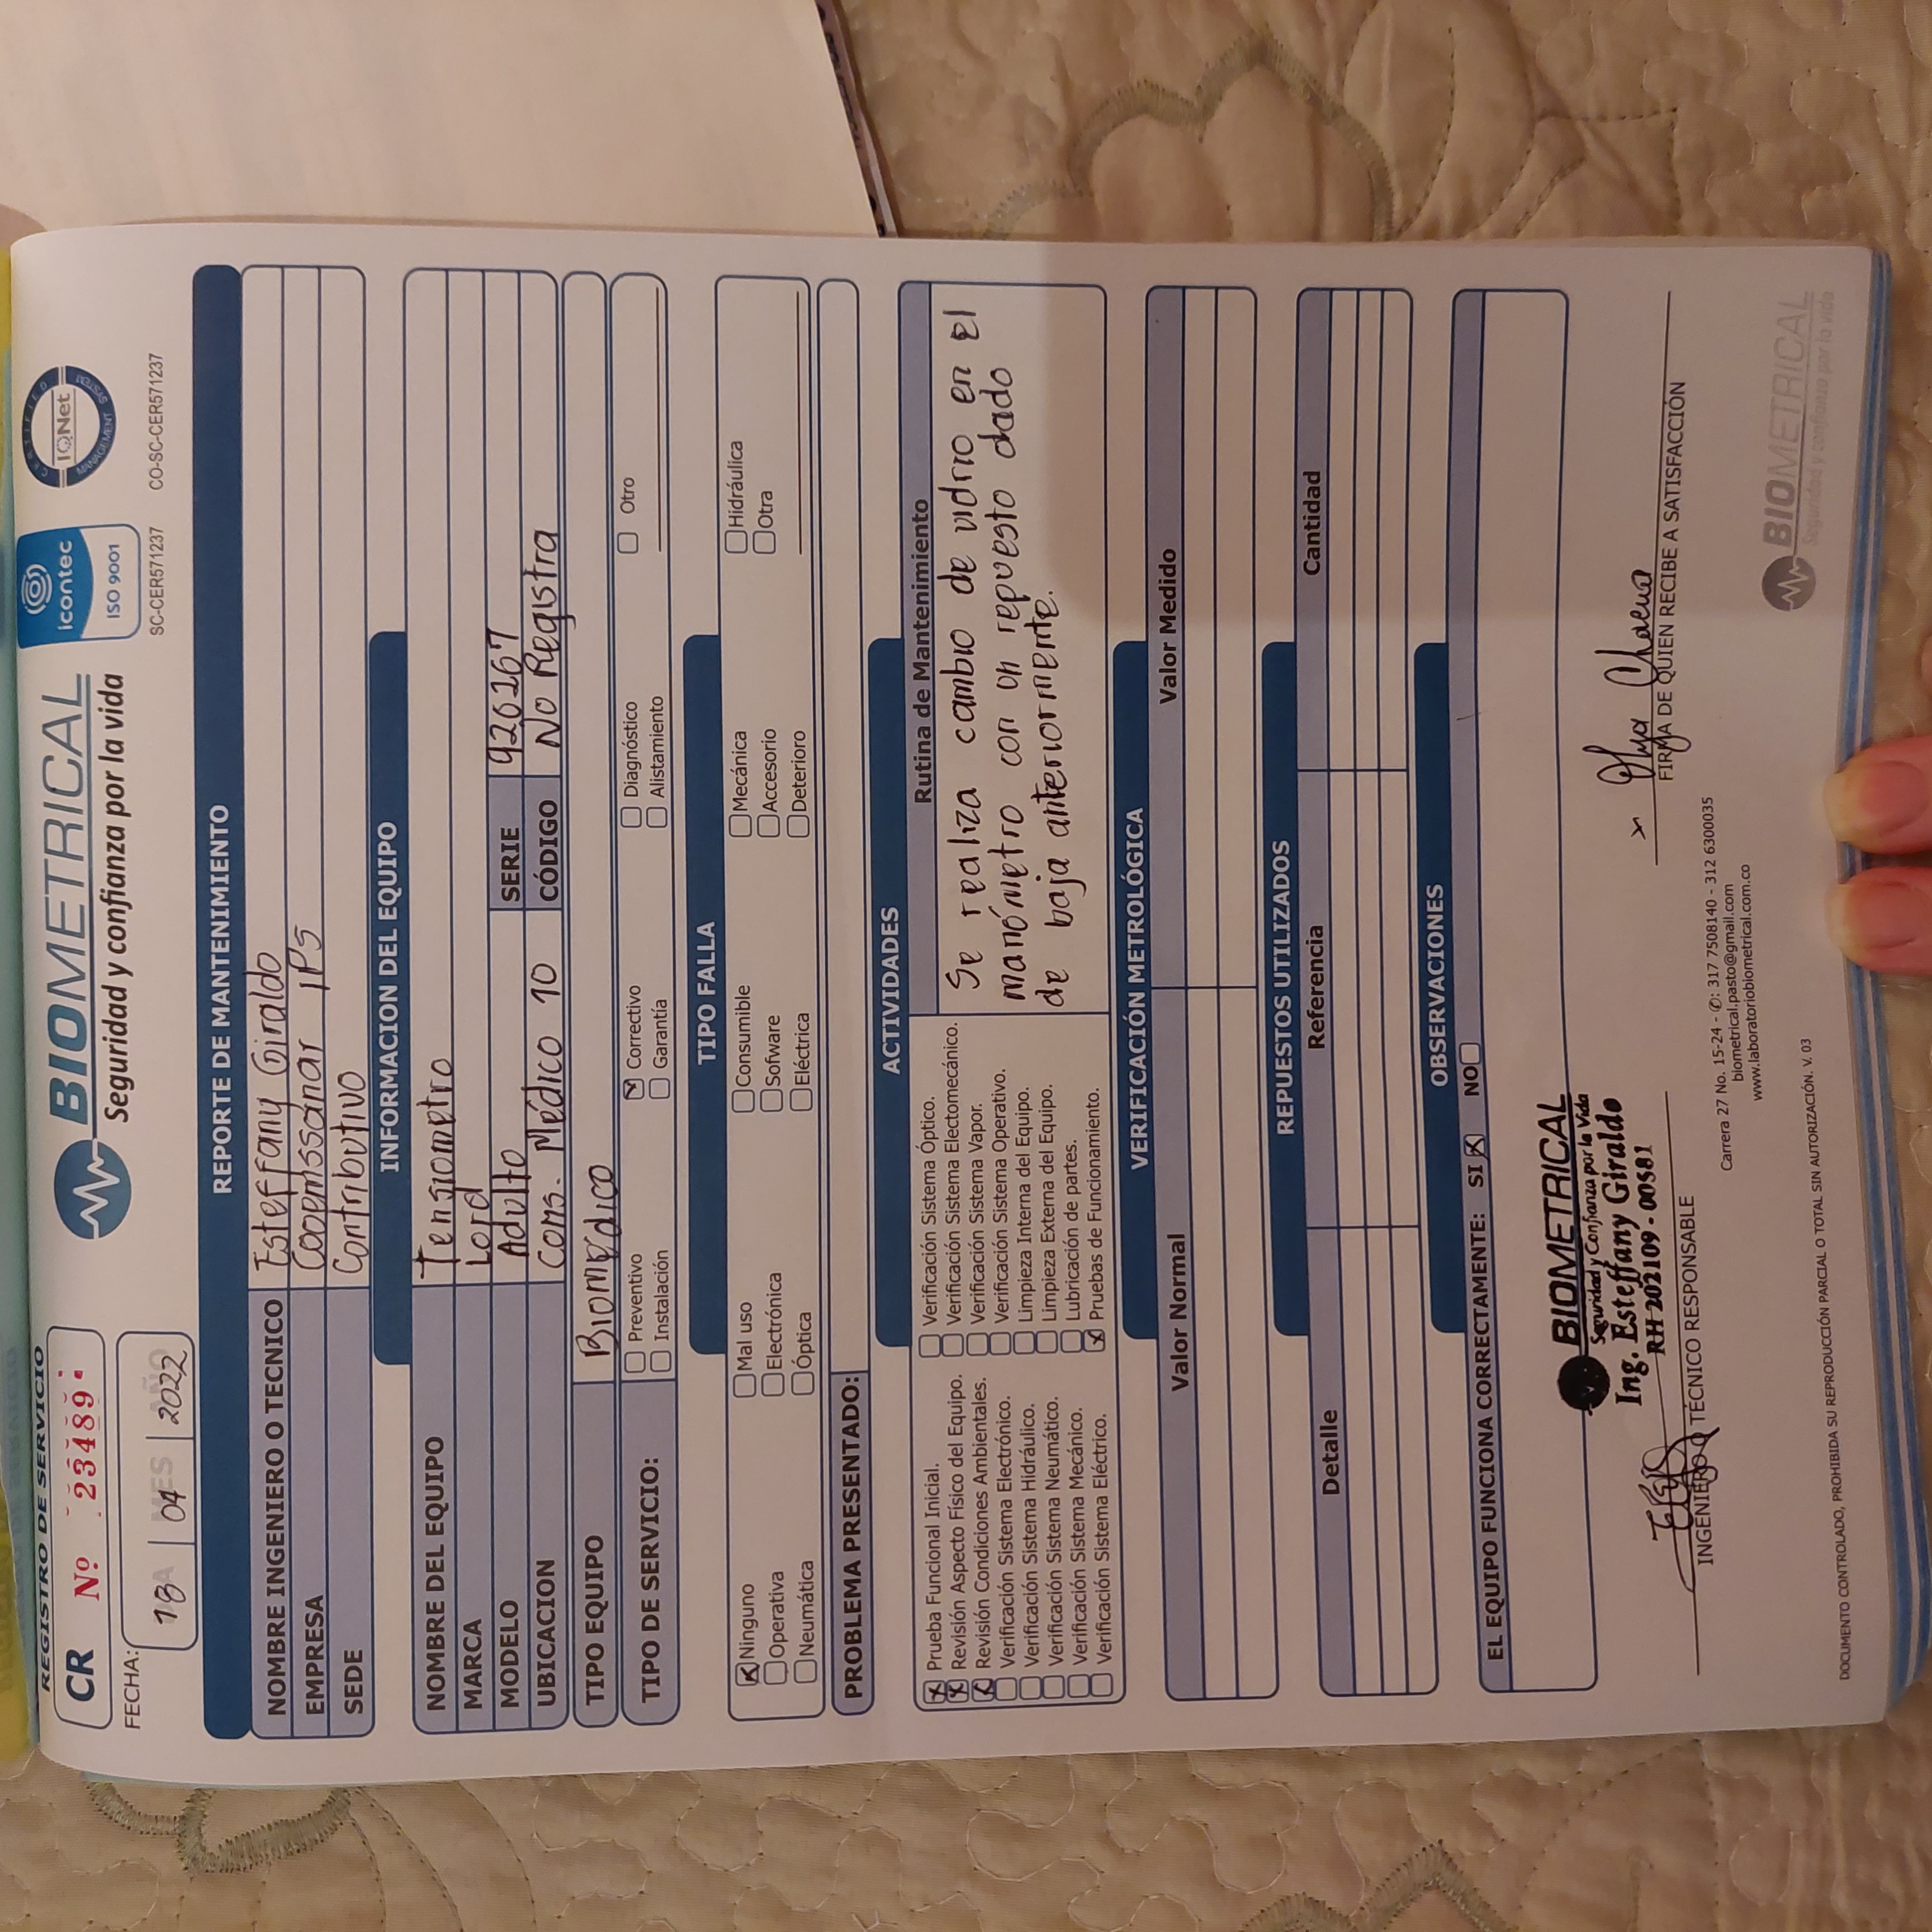 REGISTRO DE SERVICIO
CR Nº 23489
FECHA: 18 04 2022
BIOMETRICAL
Seguridad y confianza por la vida
icontec
ISO 9001
SC-CER571237
CERTIFIED
IQNet
MANAGEMENT SYSTEM
CO-SC-CER571237
REPORTE DE MANTENIMIENTO
NOMBRE INGENIERO O TECNICO Esteffany Giraldo
EMPRESA Coopmssanar IPS
SEDE Contributivo
INFORMACION DEL EQUIPO
NOMBRE DEL EQUIPO Tensiometro
MARCA Lord
MODELO Adulto SERIE 926267
UBICACION Cons. Médico 10 CÓDIGO No Registra
TIPO EQUIPO Biomédico
TIPO DE SERVICIO:
Preventivo Correctivo Diagnóstico Otro
Instalación Garantía Alistamiento
TIPO FALLA
Ninguno Mal uso Consumible Mecánica Hidráulica
Operativa Electrónica Sofware Accesorio Otra
Neumática Óptica Eléctrica Deterioro
PROBLEMA PRESENTADO:
ACTIVIDADES
Prueba Funcional Inicial.
Revisión Aspecto Físico del Equipo.
Revisión Condiciones Ambientales.
Verificación Sistema Electrónico.
Verificación Sistema Hidráulico.
Verificación Sistema Neumático.
Verificación Sistema Mecánico.
Verificación Sistema Eléctrico.
Verificación Sistema Óptico.
Verificación Sistema Electomecánico.
Verificación Sistema Vapor.
Verificación Sistema Operativo.
Limpieza Interna del Equipo.
Limpieza Externa del Equipo.
Lubricación de partes.
Pruebas de Funcionamiento.
Rutina de Mantenimiento
Se realiza cambio de vidrio en el
manómetro con un repuesto dado
de baja anteriormente.
VERIFICACIÓN METROLÓGICA
Valor Normal Valor Medido
REPUESTOS UTILIZADOS
Detalle Referencia Cantidad
OBSERVACIONES
EL EQUIPO FUNCIONA CORRECTAMENTE: SI NO
BIOMETRICAL
Seguridad y Confianza por la Vida
Ing. Esteffany Giraldo
RH 202109 - 00581
INGENIERO O TÉCNICO RESPONSABLE
Olga
FIRMA DE QUIEN RECIBE A SATISFACCIÓN
Carrera 27 No. 15-24 - ✆: 317 7508140 - 312 6300035
biometrical.pasto@gmail.com
www.laboratoriobiometrical.com.co
BIOMETRICAL
Seguridad y confianza por la vida
DOCUMENTO CONTROLADO, PROHIBIDA SU REPRODUCCIÓN PARCIAL O TOTAL SIN AUTORIZACIÓN. V. 03